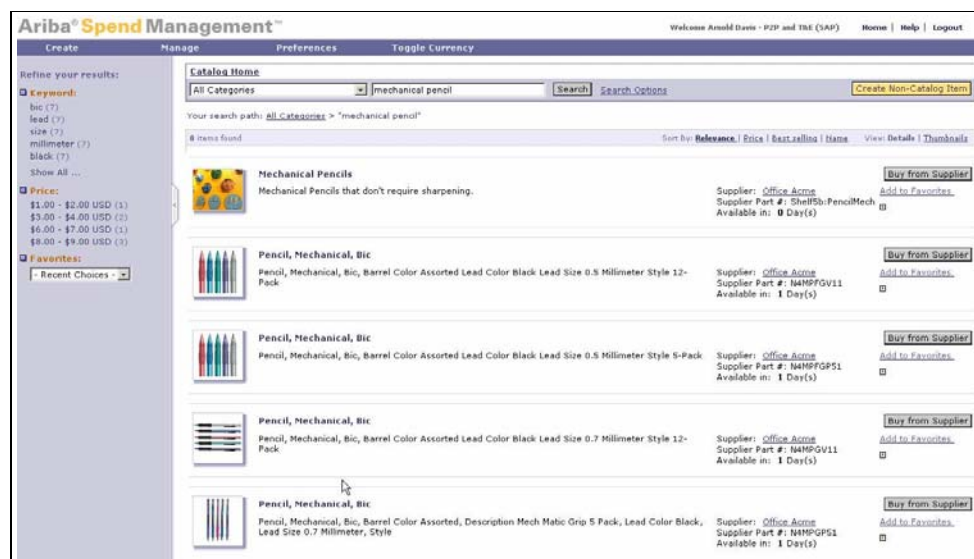 Ariba® Spend Management™
Welcome Arnold Davis - P2P and T&E (SAP) Home | Help | Logout
Create Manage Preferences Toggle Currency
Refine your results:
Keyword:
bic (7)
lead (7)
size (7)
millimeter (7)
black (7)
Show All ...
Price:
$1.00 - $2.00 USD (1)
$3.00 - $4.00 USD (2)
$6.00 - $7.00 USD (1)
$8.00 - $9.00 USD (3)
Favorites:
- Recent Choices -
Catalog Home
All Categories mechanical pencil Search Search Options Create Non-Catalog Item
Your search path: All Categories > "mechanical pencil"
8 items found Sort By: Relevance | Price | Best selling | Name View: Details | Thumbnails
Mechanical Pencils
Mechanical Pencils that don't require sharpening.
Supplier: Office Acme
Supplier Part #: Shelf5b:PencilMech
Available in: 0 Day(s)
Buy from Supplier
Add to Favorites
Pencil, Mechanical, Bic
Pencil, Mechanical, Bic, Barrel Color Assorted Lead Color Black Lead Size 0.5 Millimeter Style 12-
Pack
Supplier: Office Acme
Supplier Part #: N4MPFGV11
Available in: 1 Day(s)
Buy from Supplier
Add to Favorites
Pencil, Mechanical, Bic
Pencil, Mechanical, Bic, Barrel Color Assorted Lead Color Black Lead Size 0.5 Millimeter Style 5-Pack
Supplier: Office Acme
Supplier Part #: N4MPFGP51
Available in: 1 Day(s)
Buy from Supplier
Add to Favorites
Pencil, Mechanical, Bic
Pencil, Mechanical, Bic, Barrel Color Assorted Lead Color Black Lead Size 0.7 Millimeter Style 12-
Pack
Supplier: Office Acme
Supplier Part #: N4MPGV11
Available in: 1 Day(s)
Buy from Supplier
Add to Favorites
Pencil, Mechanical, Bic
Pencil, Mechanical, Bic, Barrel Color Assorted, Description Mech Matic Grip 5 Pack, Lead Color Black,
Lead Size 0.7 Millimeter, Style
Supplier: Office Acme
Supplier Part #: N4MPGP51
Available in: 1 Day(s)
Buy from Supplier
Add to Favorites